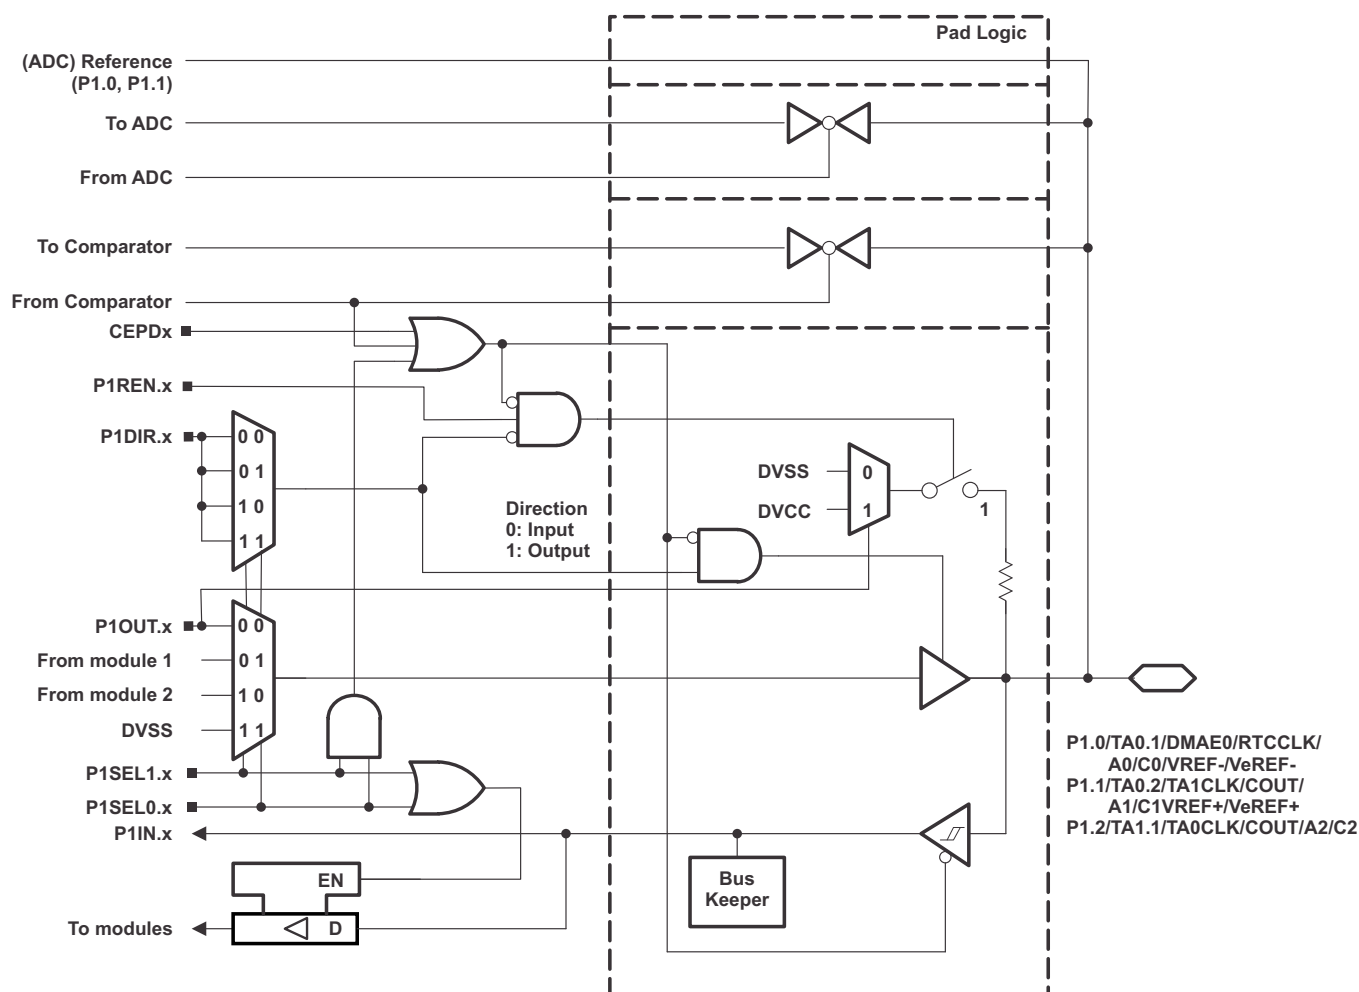 Pad Logic
(ADC) Reference
(P1.0, P1.1)
To ADC
From ADC
To Comparator
From Comparator
CEPDx
P1REN.x
P1DIR.x
0 0
0 1
1 0
1 1
Direction
0: Input
1: Output
DVSS
0
DVCC
1
1
P1OUT.x
0 0
From module 1
0 1
From module 2
1 0
DVSS
1 1
P1SEL1.x
P1SEL0.x
P1IN.x
EN
D
To modules
Bus
Keeper
P1.0/TA0.1/DMAE0/RTCCLK/
A0/C0/VREF-/VeREF-
P1.1/TA0.2/TA1CLK/COUT/
A1/C1VREF+/VeREF+
P1.2/TA1.1/TA0CLK/COUT/A2/C2